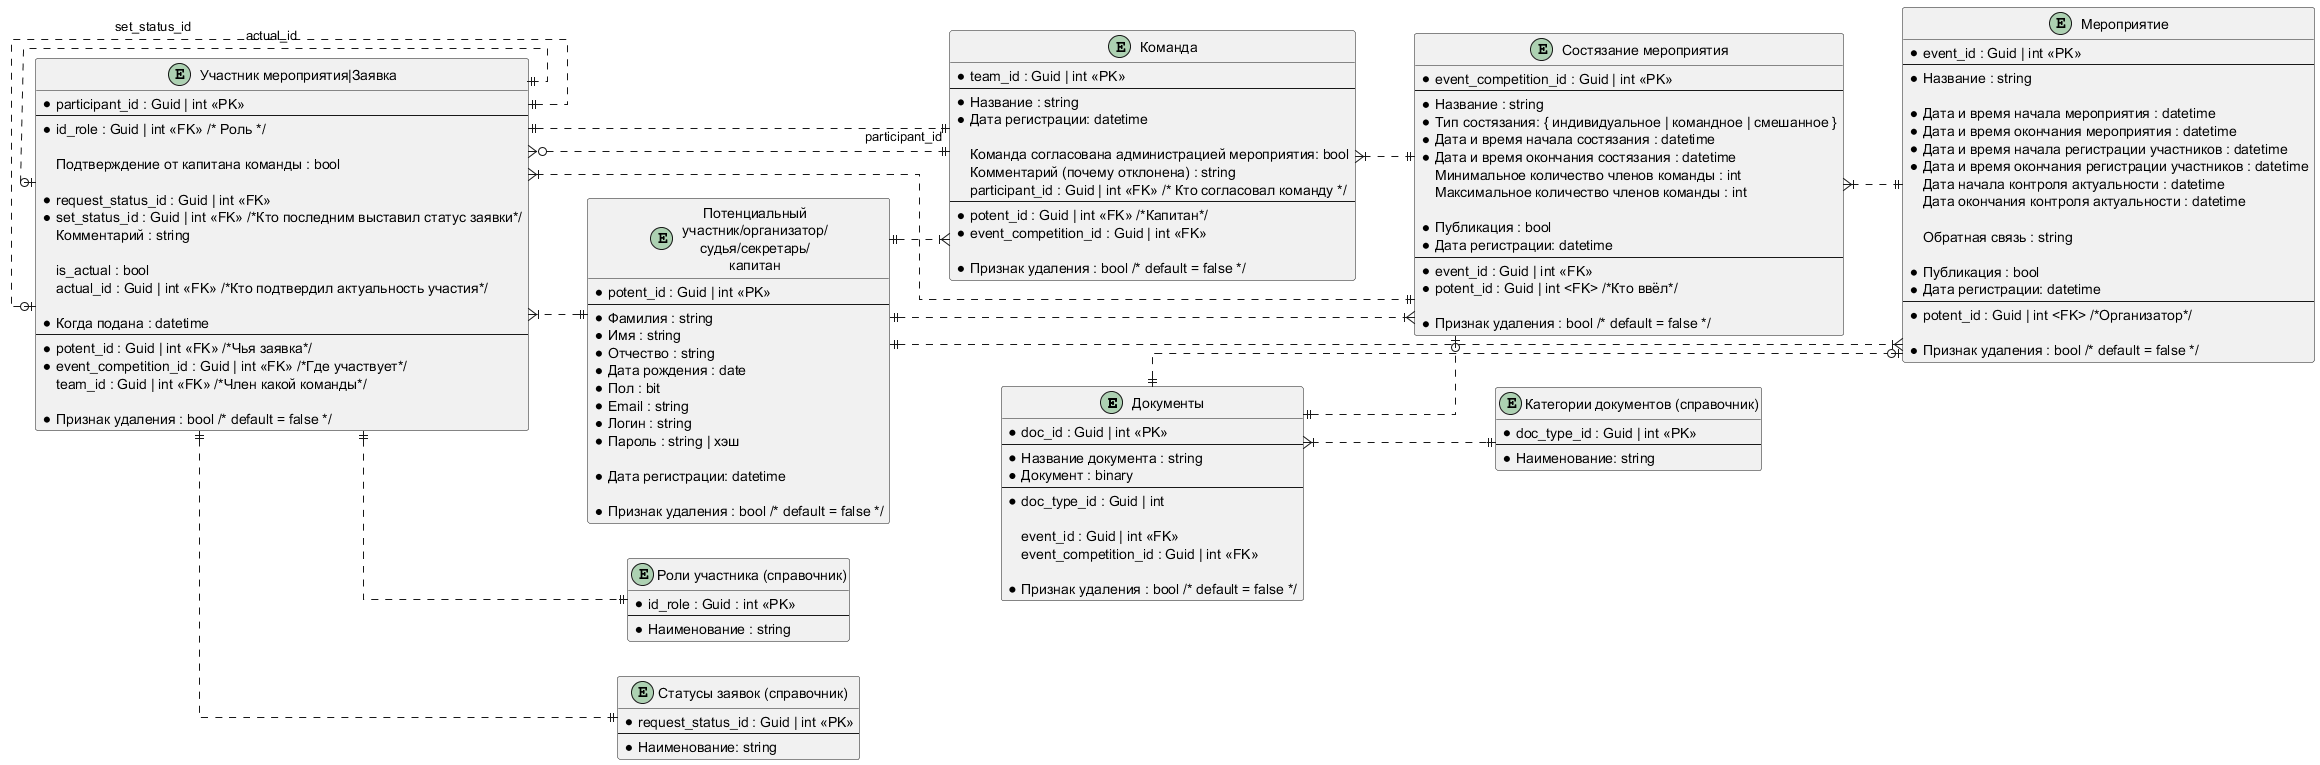 set_status_id
actual_id
E Участник мероприятия|Заявка
participant_id : Guid | int «PK»
id_role : Guid | int «FK» /* Роль */
Подтверждение от капитана команды : bool
request_status_id : Guid | int «FK»
set_status_id : Guid | int «FK» /*Кто последним выставил статус заявки*/
Комментарий : string
is_actual : bool
actual_id : Guid | int «FK» /*Кто подтвердил актуальность участия*/
Когда подана : datetime
potent_id : Guid | int «FK» /*Чья заявка*/
event_competition_id : Guid | int «FK» /*Где участвует*/
team_id : Guid | int «FK» /*Член какой команды*/
Признак удаления : bool /* default = false */
participant_id
E Потенциальный
участник/организатор/
судья/секретарь/
капитан
potent_id : Guid | int «PK»
Фамилия : string
Имя : string
Отчество : string
Дата рождения : date
Пол : bit
Email : string
Логин : string
Пароль : string | хэш
Дата регистрации: datetime
Признак удаления : bool /* default = false */
E Роли участника (справочник)
id_role : Guid : int «PK»
Наименование : string
E Статусы заявок (справочник)
request_status_id : Guid | int «PK»
Наименование: string
E Команда
team_id : Guid | int «PK»
Название : string
Дата регистрации: datetime
Команда согласована администрацией мероприятия: bool
Комментарий (почему отклонена) : string
participant_id : Guid | int «FK» /* Кто согласовал команду */
potent_id : Guid | int «FK» /*Капитан*/
event_competition_id : Guid | int «FK»
Признак удаления : bool /* default = false */
E Документы
doc_id : Guid | int «PK»
Название документа : string
Документ : binary
doc_type_id : Guid | int
event_id : Guid | int «FK»
event_competition_id : Guid | int «FK»
Признак удаления : bool /* default = false */
E Состязание мероприятия
event_competition_id : Guid | int «PK»
Название : string
Тип состязания: { индивидуальное | командное | смешанное }
Дата и время начала состязания : datetime
Дата и время окончания состязания : datetime
Минимальное количество членов команды : int
Максимальное количество членов команды : int
Публикация : bool
Дата регистрации: datetime
event_id : Guid | int «FK»
potent_id : Guid | int <FK> /*Кто ввёл*/
Признак удаления : bool /* default = false */
E Категории документов (справочник)
doc_type_id : Guid | int «PK»
Наименование: string
E Мероприятие
event_id : Guid | int «PK»
Название : string
Дата и время начала мероприятия : datetime
Дата и время окончания мероприятия : datetime
Дата и время начала регистрации участников : datetime
Дата и время окончания регистрации участников : datetime
Дата начала контроля актуальности : datetime
Дата окончания контроля актуальности : datetime
Обратная связь : string
Публикация : bool
Дата регистрации: datetime
potent_id : Guid | int <FK> /*Организатор*/
Признак удаления : bool /* default = false */